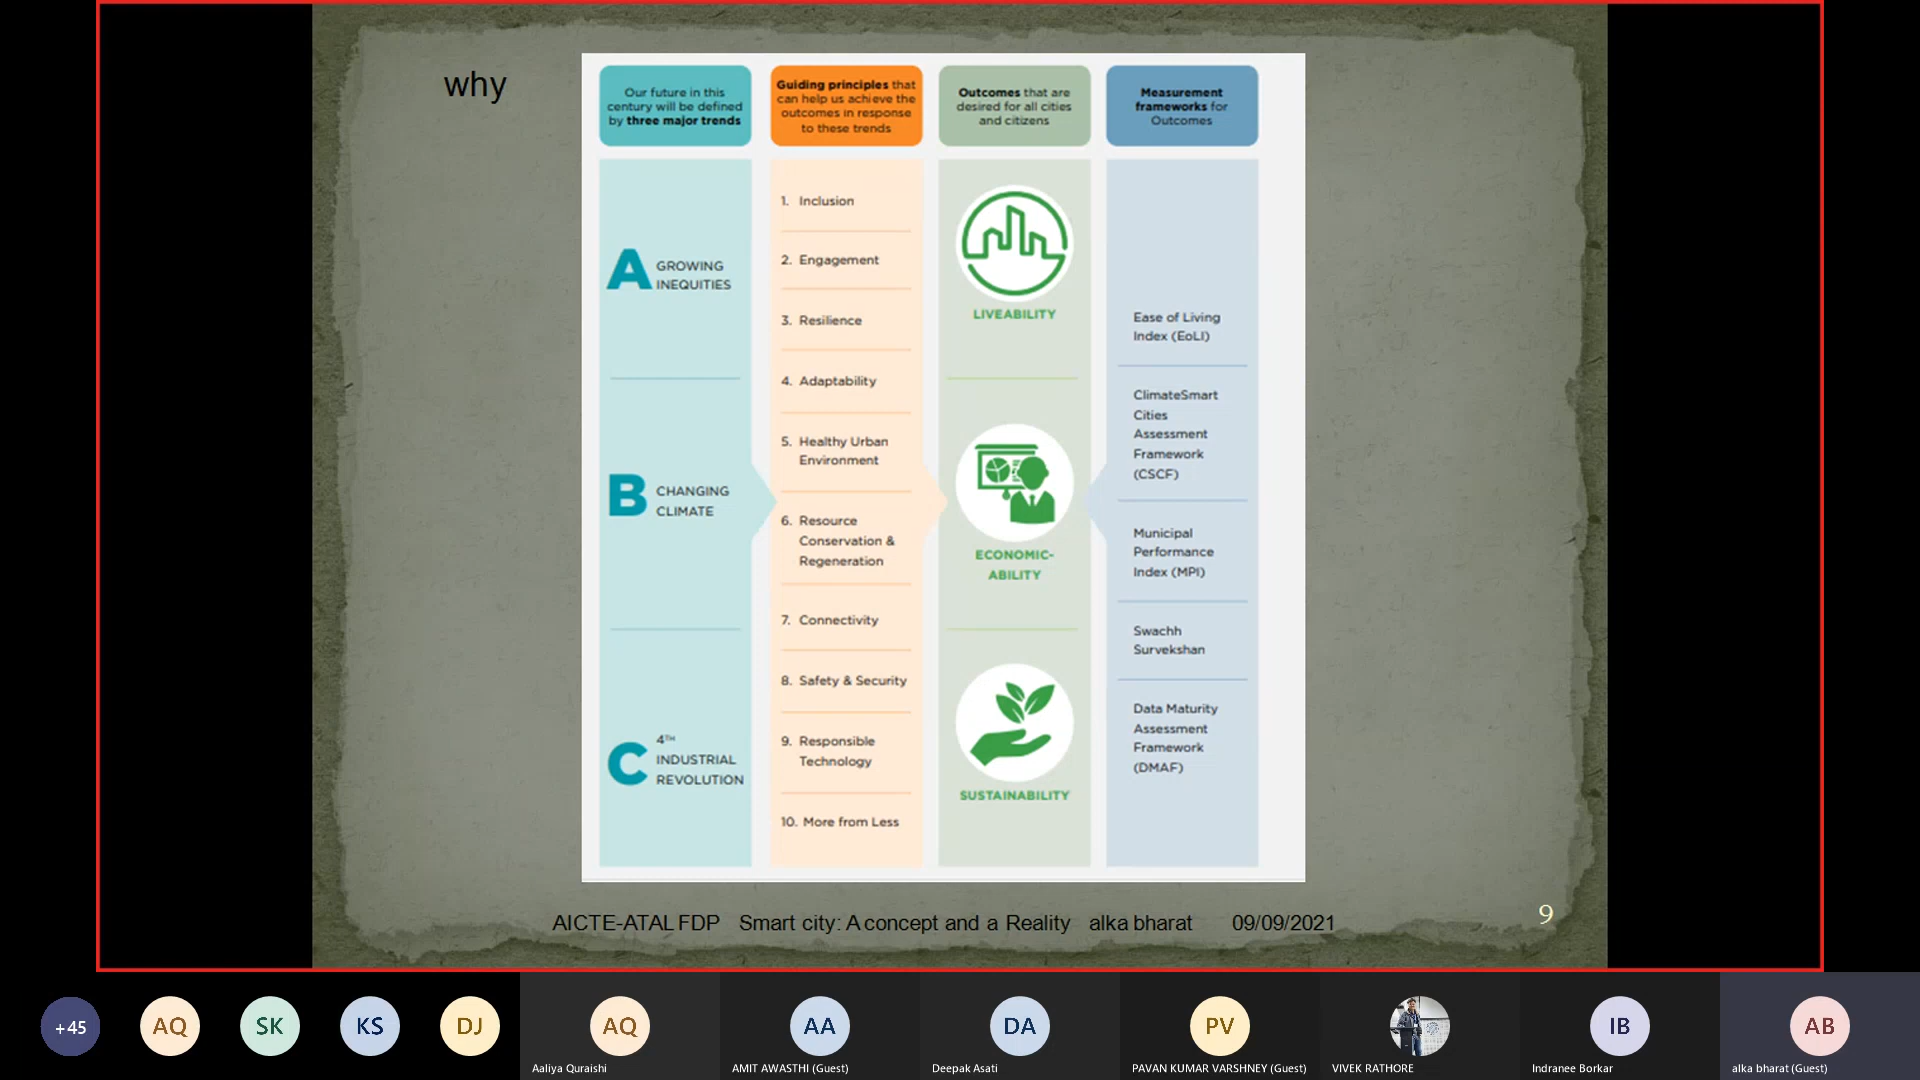 why
Our future in this
century will be defined
by three major trends
Guiding principles that
can help us achieve the
outcomes in response
to these trends
Outcomes that are
desired for all cities
and citizens
Measurement
frameworks for
Outcomes
A GROWING
INEQUITIES
B CHANGING
CLIMATE
C 4TH
INDUSTRIAL
REVOLUTION
1. Inclusion
2. Engagement
3. Resilience
4. Adaptability
5. Healthy Urban
Environment
6. Resource
Conservation &
Regeneration
7. Connectivity
8. Safety & Security
9. Responsible
Technology
10. More from Less
LIVEABILITY
ECONOMIC-
ABILITY
SUSTAINABILITY
Ease of Living
Index (EoLI)
ClimateSmart
Cities
Assessment
Framework
(CSCF)
Municipal
Performance
Index (MPI)
Swachh
Survekshan
Data Maturity
Assessment
Framework
(DMAF)
AICTE-ATAL FDP Smart city: A concept and a Reality alka bharat 09/09/2021
9
+45
AQ
SK
KS
DJ
AQ
Aaliya Quraishi
AA
AMIT AWASTHI (Guest)
DA
Deepak Asati
PV
PAVAN KUMAR VARSHNEY (Guest)
VIVEK RATHORE
IB
Indranee Borkar
AB
alka bharat (Guest)